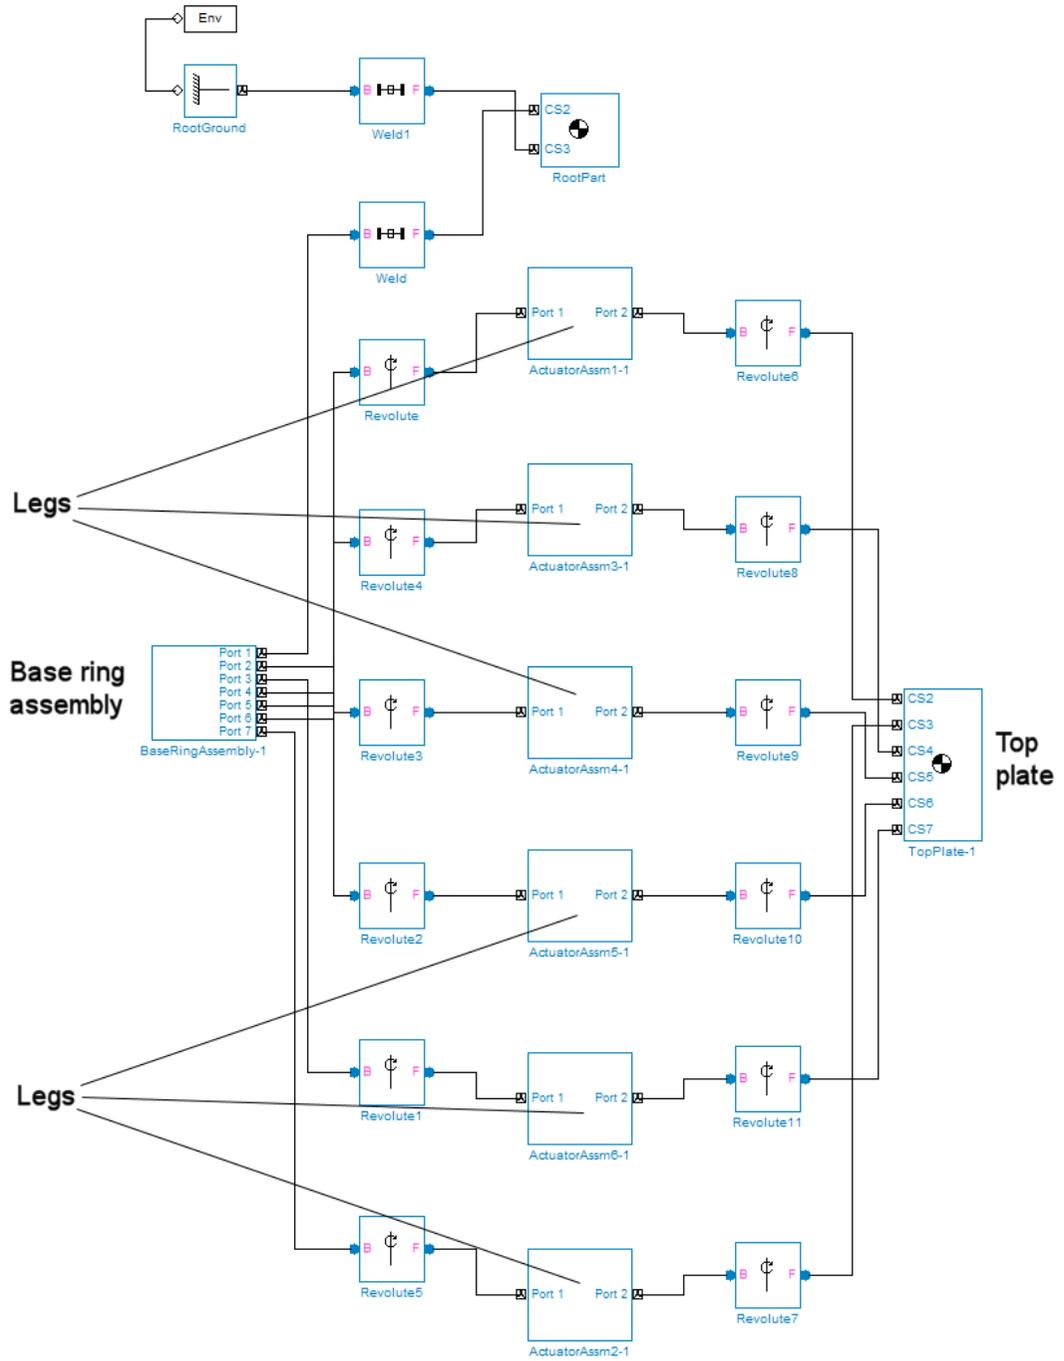 Env
RootGround
B F
Weld1
CS2
CS3
RootPart
B F
Weld
Port 1 Port 2
ActuatorAssm1-1
B F
Revolute6
B F
Revolute
Legs
Port 1 Port 2
ActuatorAssm3-1
B F
Revolute8
B F
Revolute4
Base ring
assembly
Port 1
Port 2
Port 3
Port 4
Port 5
Port 6
Port 7
BaseRingAssembly-1
B F
Revolute3
Port 1 Port 2
ActuatorAssm4-1
B F
Revolute9
CS2
CS3
CS4
CS5
CS6
CS7
TopPlate-1
Top
plate
B F
Revolute2
Port 1 Port 2
ActuatorAssm5-1
B F
Revolute10
Legs
B F
Revolute1
Port 1 Port 2
ActuatorAssm6-1
B F
Revolute11
B F
Revolute5
Port 1 Port 2
ActuatorAssm2-1
B F
Revolute7